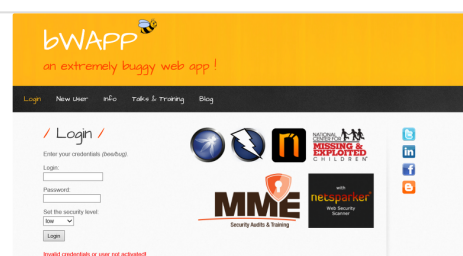 bWAPP
an extremely buggy web app !
Login New User Info Talks & Training Blog
/ Login /
Enter your credentials (bee/bug).
Login:
Password:
Set the security level:
low
Login
Invalid credentials or user not activated!
NATIONAL
CENTER FOR
MISSING &
EXPLOITED
CHILDREN
MME
Security Audits & Training
with
netsparker
Web Security
Scanner